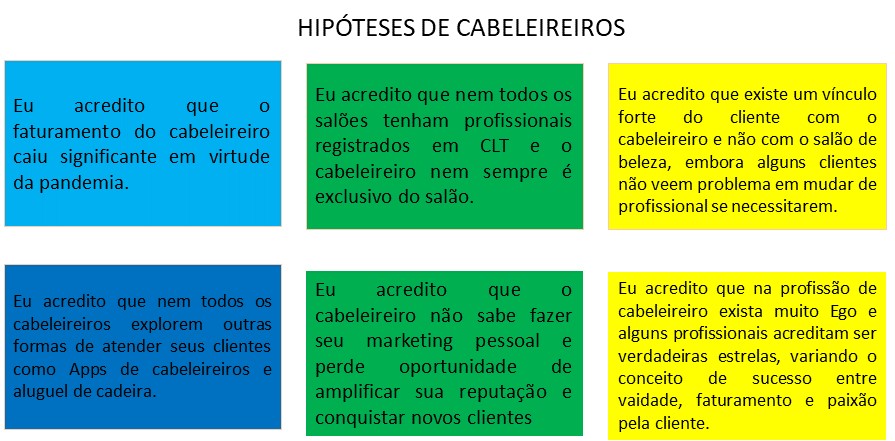 HIPÓTESES DE CABELEIREIROS
Eu acredito que o
faturamento do cabeleireiro
caiu significante em virtude
da pandemia.
Eu acredito que nem todos os
salões tenham profissionais
registrados em CLT e o
cabeleireiro nem sempre é
exclusivo do salão.
Eu acredito que existe um vínculo
forte do cliente com o
cabeleireiro e não com o salão de
beleza, embora alguns clientes
não veem problema em mudar de
profissional se necessitarem.
Eu acredito que nem todos os
cabeleireiros explorem outras
formas de atender seus clientes
como Apps de cabeleireiros e
aluguel de cadeira.
Eu acredito que o
cabeleireiro não sabe fazer
seu marketing pessoal e
perde oportunidade de
amplificar sua reputação e
conquistar novos clientes
Eu acredito que na profissão de
cabeleireiro exista muito Ego e
alguns profissionais acreditam ser
verdadeiras estrelas, variando o
conceito de sucesso entre
vaidade, faturamento e paixão
pela cliente.